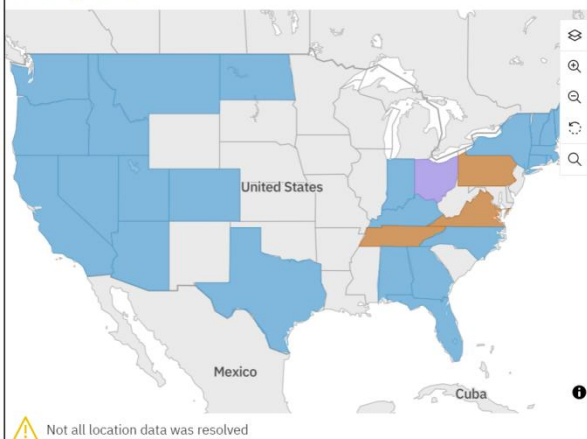 United States
Mexico
Cuba
Not all location data was resolved